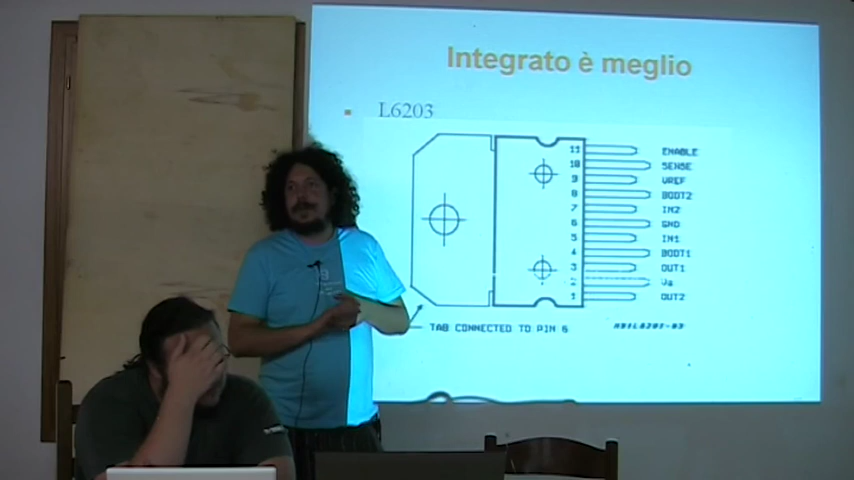 Integrato è meglio
L6203
11 ENABLE
10 SENSE
9 VREF
8 BOOT2
7 IN2
6 GND
5 IN1
4 BOOT1
3 OUT1
2 Vs
1 OUT2
TAB CONNECTED TO PIN 6